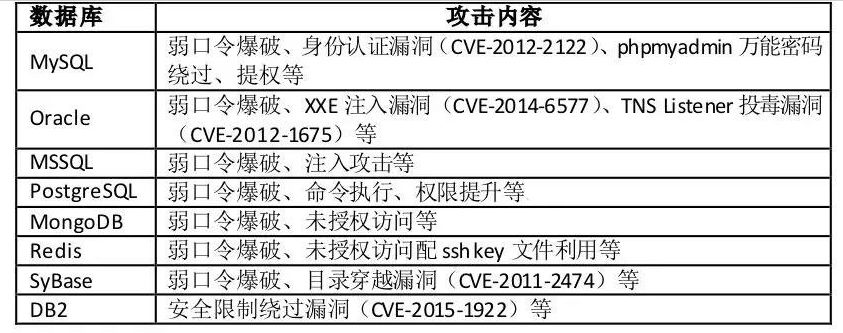 数据库 攻击内容
MySQL 弱口令爆破、身份认证漏洞（CVE-2012-2122）、phpmyadmin 万能密码
绕过、提权等
Oracle 弱口令爆破、XXE 注入漏洞（CVE-2014-6577）、TNS Listener 投毒漏洞
（CVE-2012-1675）等
MSSQL 弱口令爆破、注入攻击等
PostgreSQL 弱口令爆破、命令执行、权限提升等
MongoDB 弱口令爆破、未授权访问等
Redis 弱口令爆破、未授权访问配 sshkey 文件利用等
SyBase 弱口令爆破、目录穿越漏洞（CVE-2011-2474）等
DB2 安全限制绕过漏洞（CVE-2015-1922）等